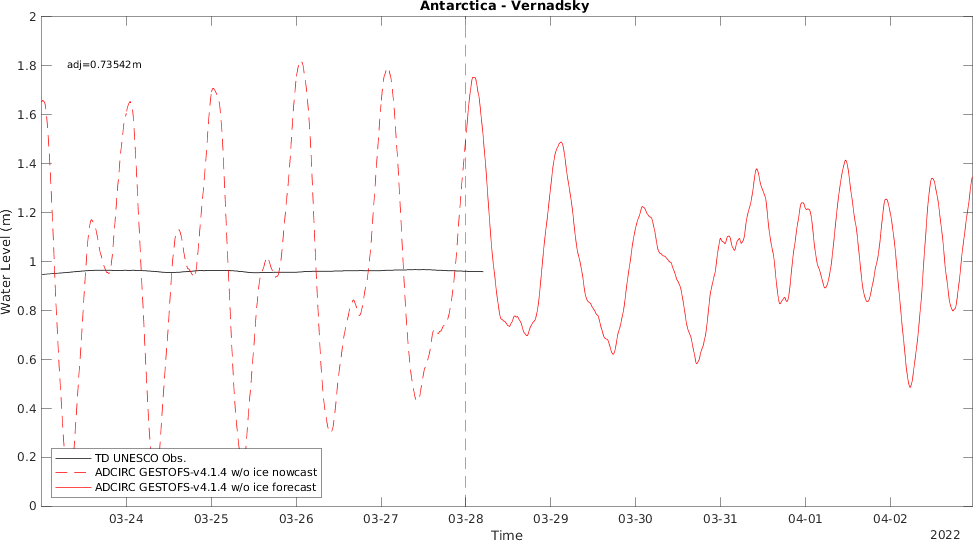 Antarctica - Vernadsky
2
1.8
1.6
1.4
1.2
1
0.8
0.6
0.4
0.2
0
Water Level (m)
adj=0.73542m
TD UNESCO Obs.
ADCIRC GESTOFS-v4.1.4 w/o ice nowcast
ADCIRC GESTOFS-v4.1.4 w/o ice forecast
03-24 03-25 03-26 03-27 03-28 03-29 03-30 03-31 04-01 04-02
Time
2022